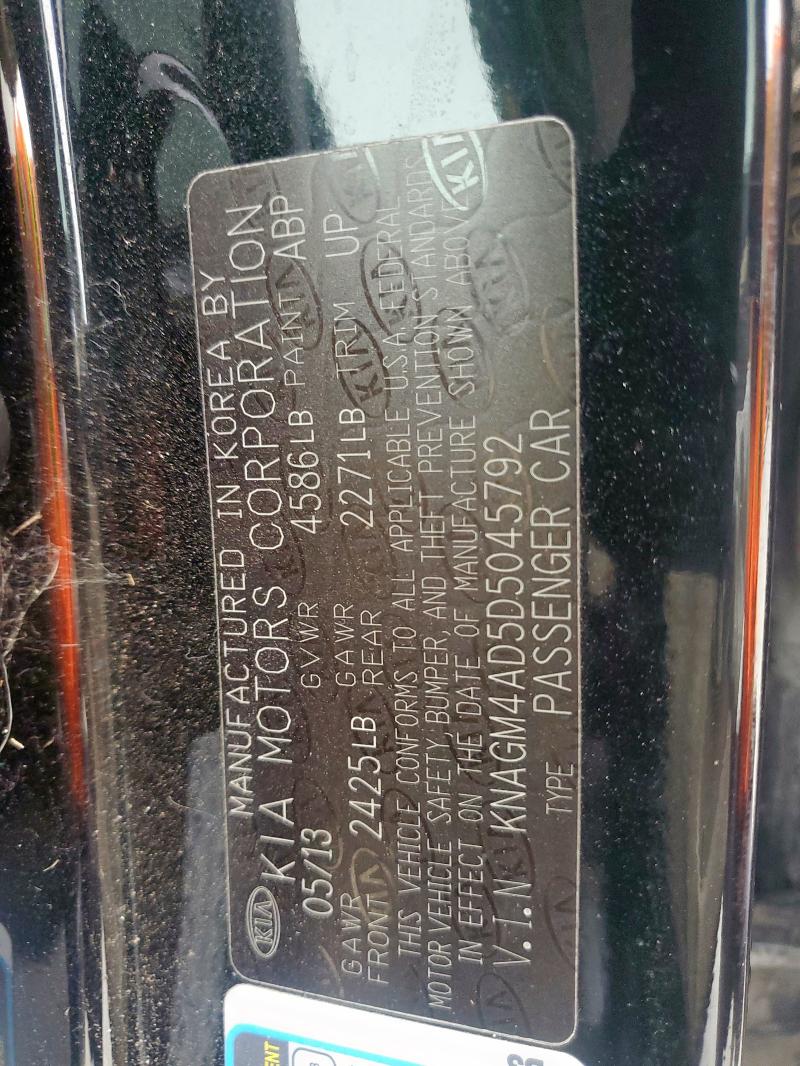 MANUFACTURED IN KOREA BY
KIA KIA MOTORS CORPORATION
05/13 GVWR 4586LB PAINT ABP
GAWR FRONT 2425LB GAWR REAR 2271LB TRIM UP
THIS VEHICLE CONFORMS TO ALL APPLICABLE U.S.A FEDERAL
MOTOR VEHICLE SAFETY, BUMPER, AND THEFT PREVENTION STANDARDS
IN EFFECT ON THE DATE OF MANUFACTURE SHOWN ABOVE
V.I.N KNAGM4AD5D5045792
TYPE PASSENGER CAR